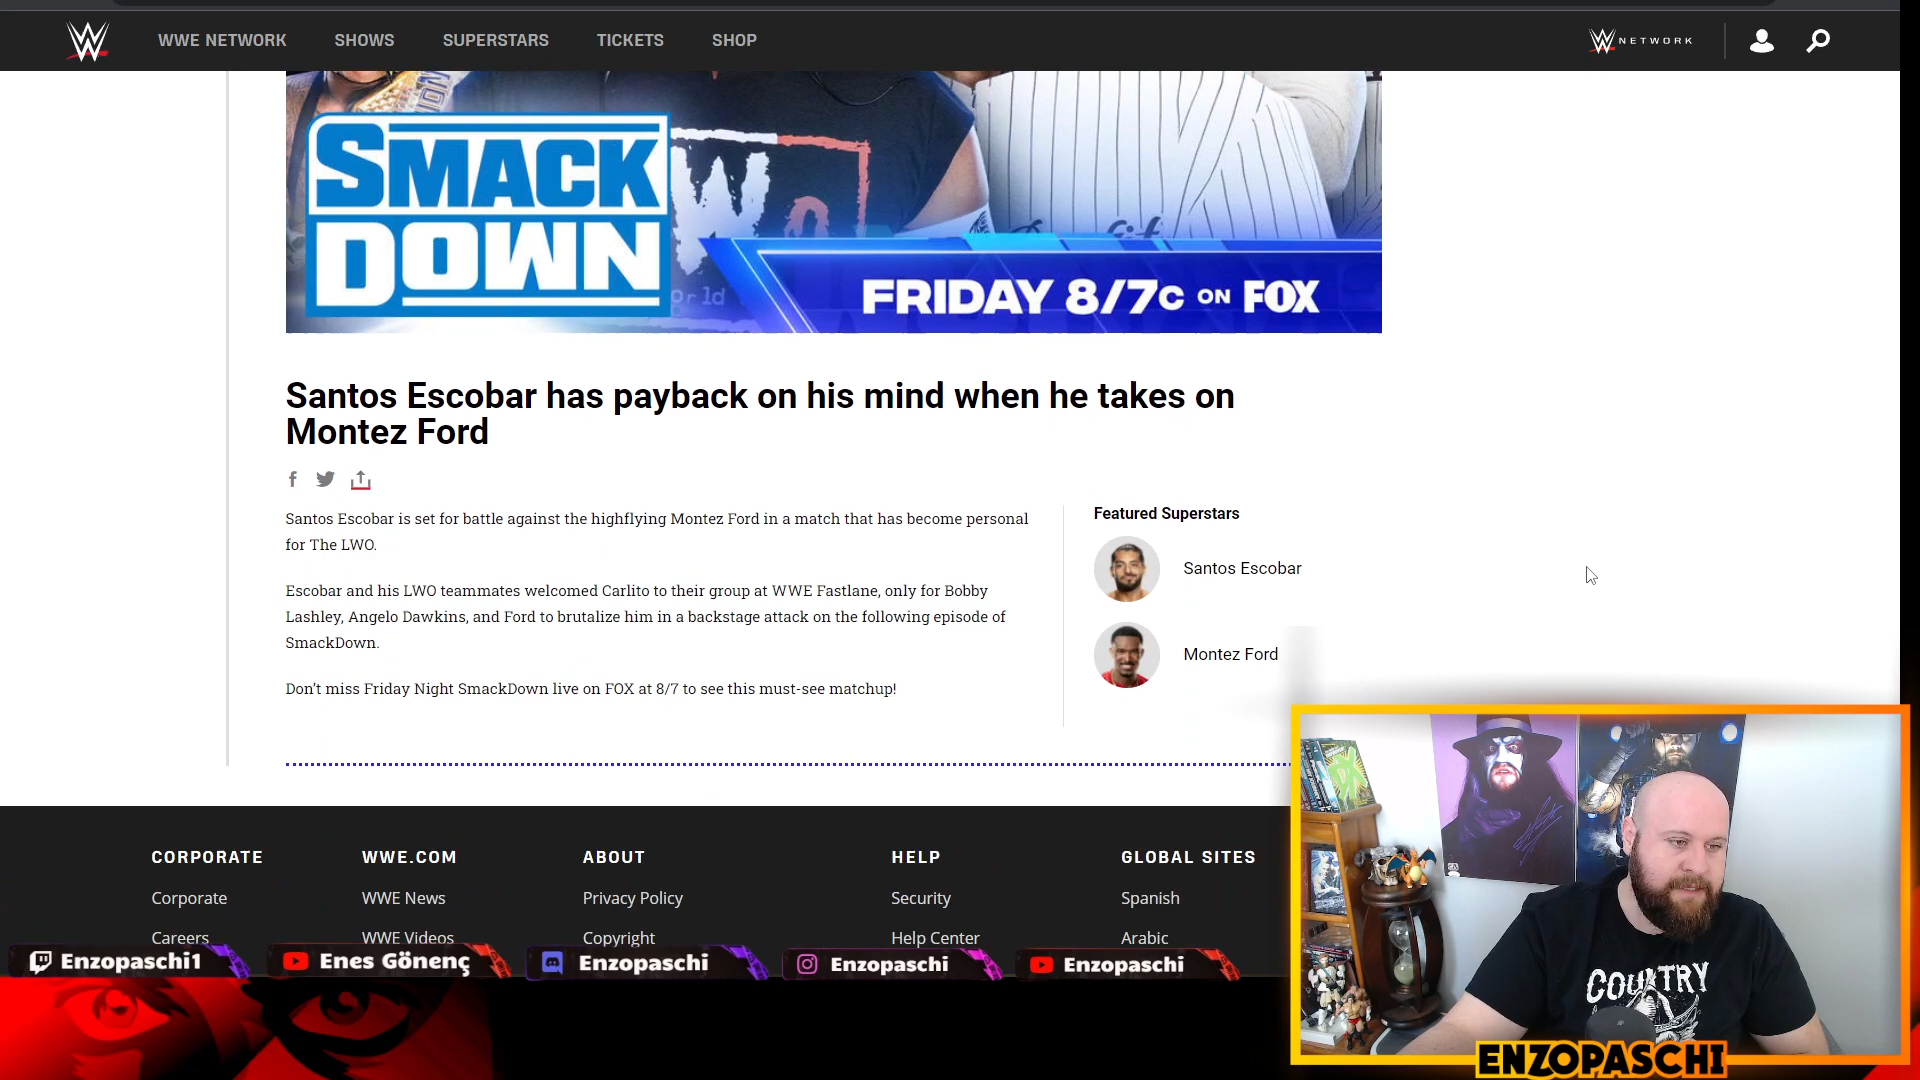 WWE NETWORK
SHOWS
SUPERSTARS
TICKETS
SHOP
NETWORK
SMACK
DOWN
FRIDAY 8/7c ON FOX
Santos Escobar has payback on his mind when he takes on
Montez Ford
Santos Escobar is set for battle against the highflying Montez Ford in a match that has become personal
for The LWO.
Escobar and his LWO teammates welcomed Carlito to their group at WWE Fastlane, only for Bobby
Lashley, Angelo Dawkins, and Ford to brutalize him in a backstage attack on the following episode of
SmackDown.
Don't miss Friday Night SmackDown live on FOX at 8/7 to see this must-see matchup!
Featured Superstars
Santos Escobar
Montez Ford
CORPORATE
Corporate
Careers
WWE.COM
WWE News
WWE Videos
ABOUT
Privacy Policy
Copyright
HELP
Security
Help Center
GLOBAL SITES
Spanish
Arabic
Enzopaschi1
Enes Gönenç
Enzopaschi
Enzopaschi
Enzopaschi
COUNTRY
ENZOPASCHI